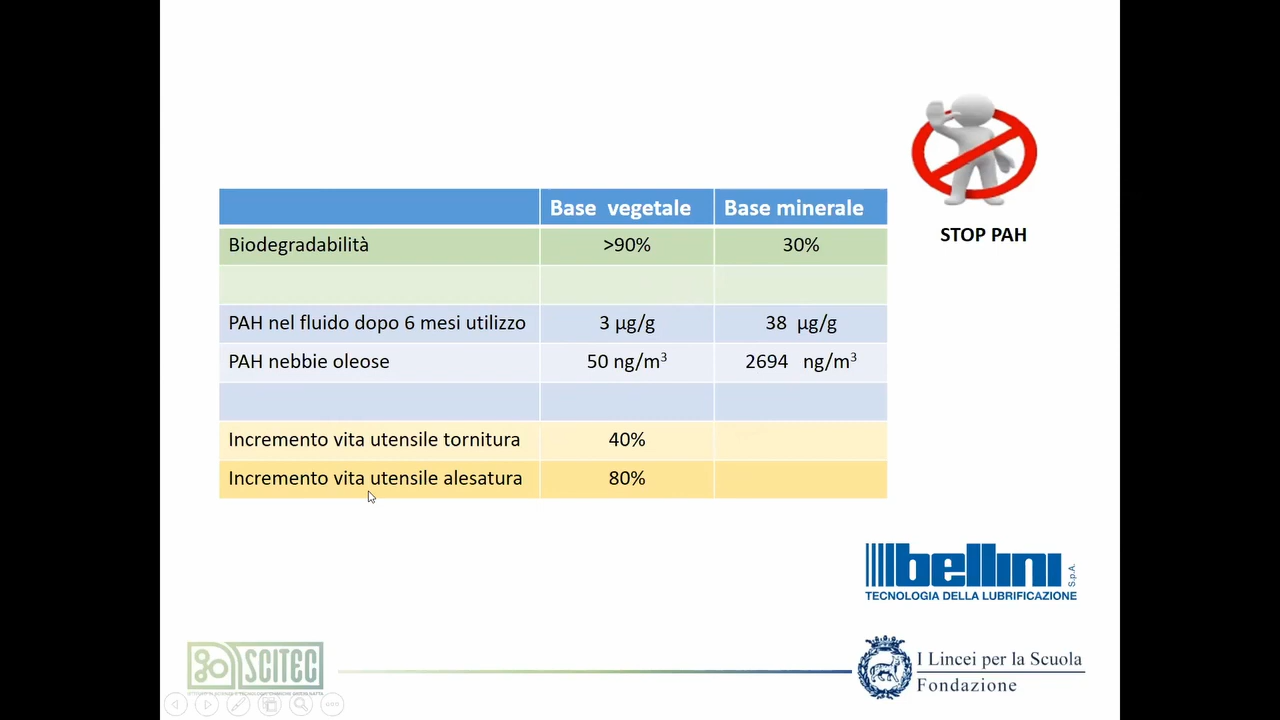 Base vegetale Base minerale
Biodegradabilità >90% 30%
PAH nel fluido dopo 6 mesi utilizzo 3 µg/g 38 µg/g
PAH nebbie oleose 50 ng/m³ 2694 ng/m³
Incremento vita utensile tornitura 40%
Incremento vita utensile alesatura 80%
STOP PAH
bellini S.p.A.
TECNOLOGIA DELLA LUBRIFICAZIONE
SCITEC
I Lincei per la Scuola
Fondazione